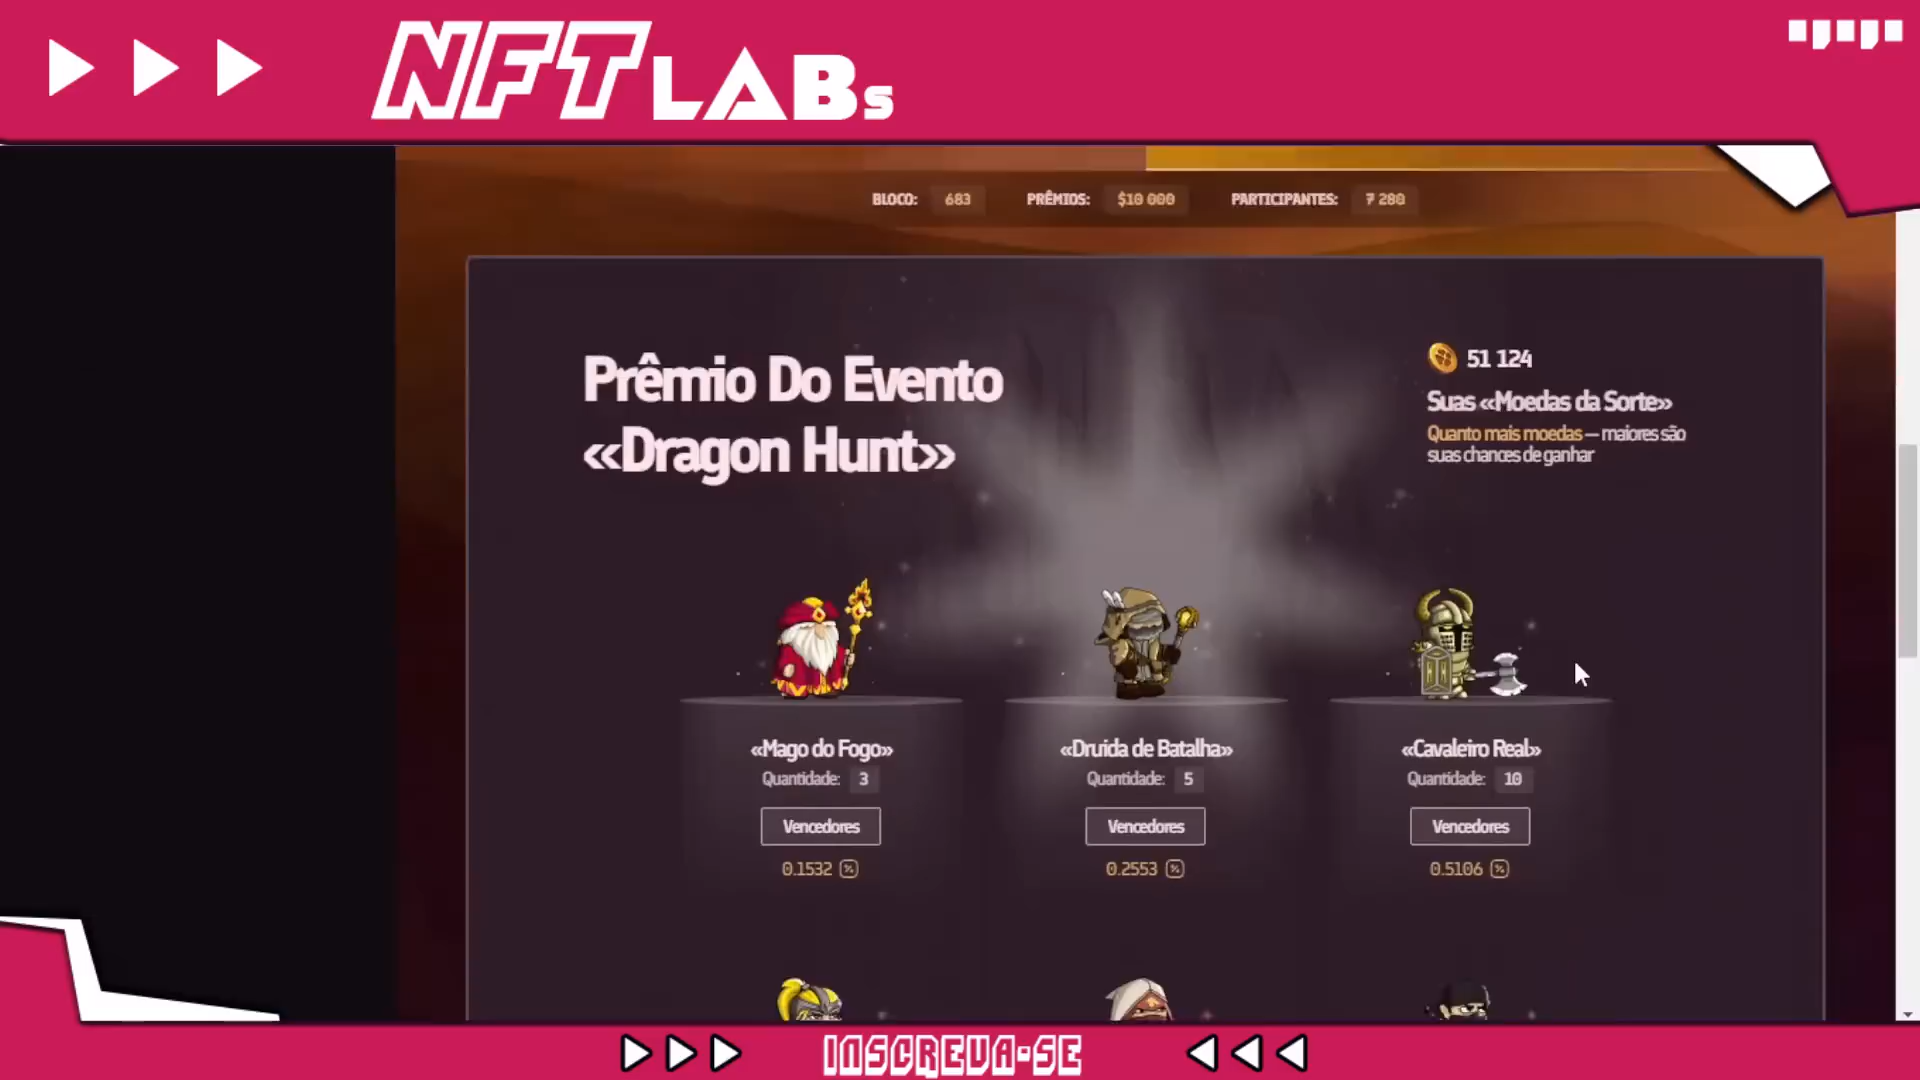 NFT LABs
BLOCO: 683 PRÊMIOS: $10 000 PARTICIPANTES: 7 280
Prêmio Do Evento
«Dragon Hunt»
51 124
Suas «Moedas da Sorte»
Quanto mais moedas – maiores são
suas chances de ganhar
«Mago do Fogo» «Druida de Batalha» «Cavaleiro Real»
Quantidade: 3 Quantidade: 5 Quantidade: 10
Vencedores Vencedores Vencedores
0.1532 % 0.2553 % 0.5106 %
INSCREVA-SE